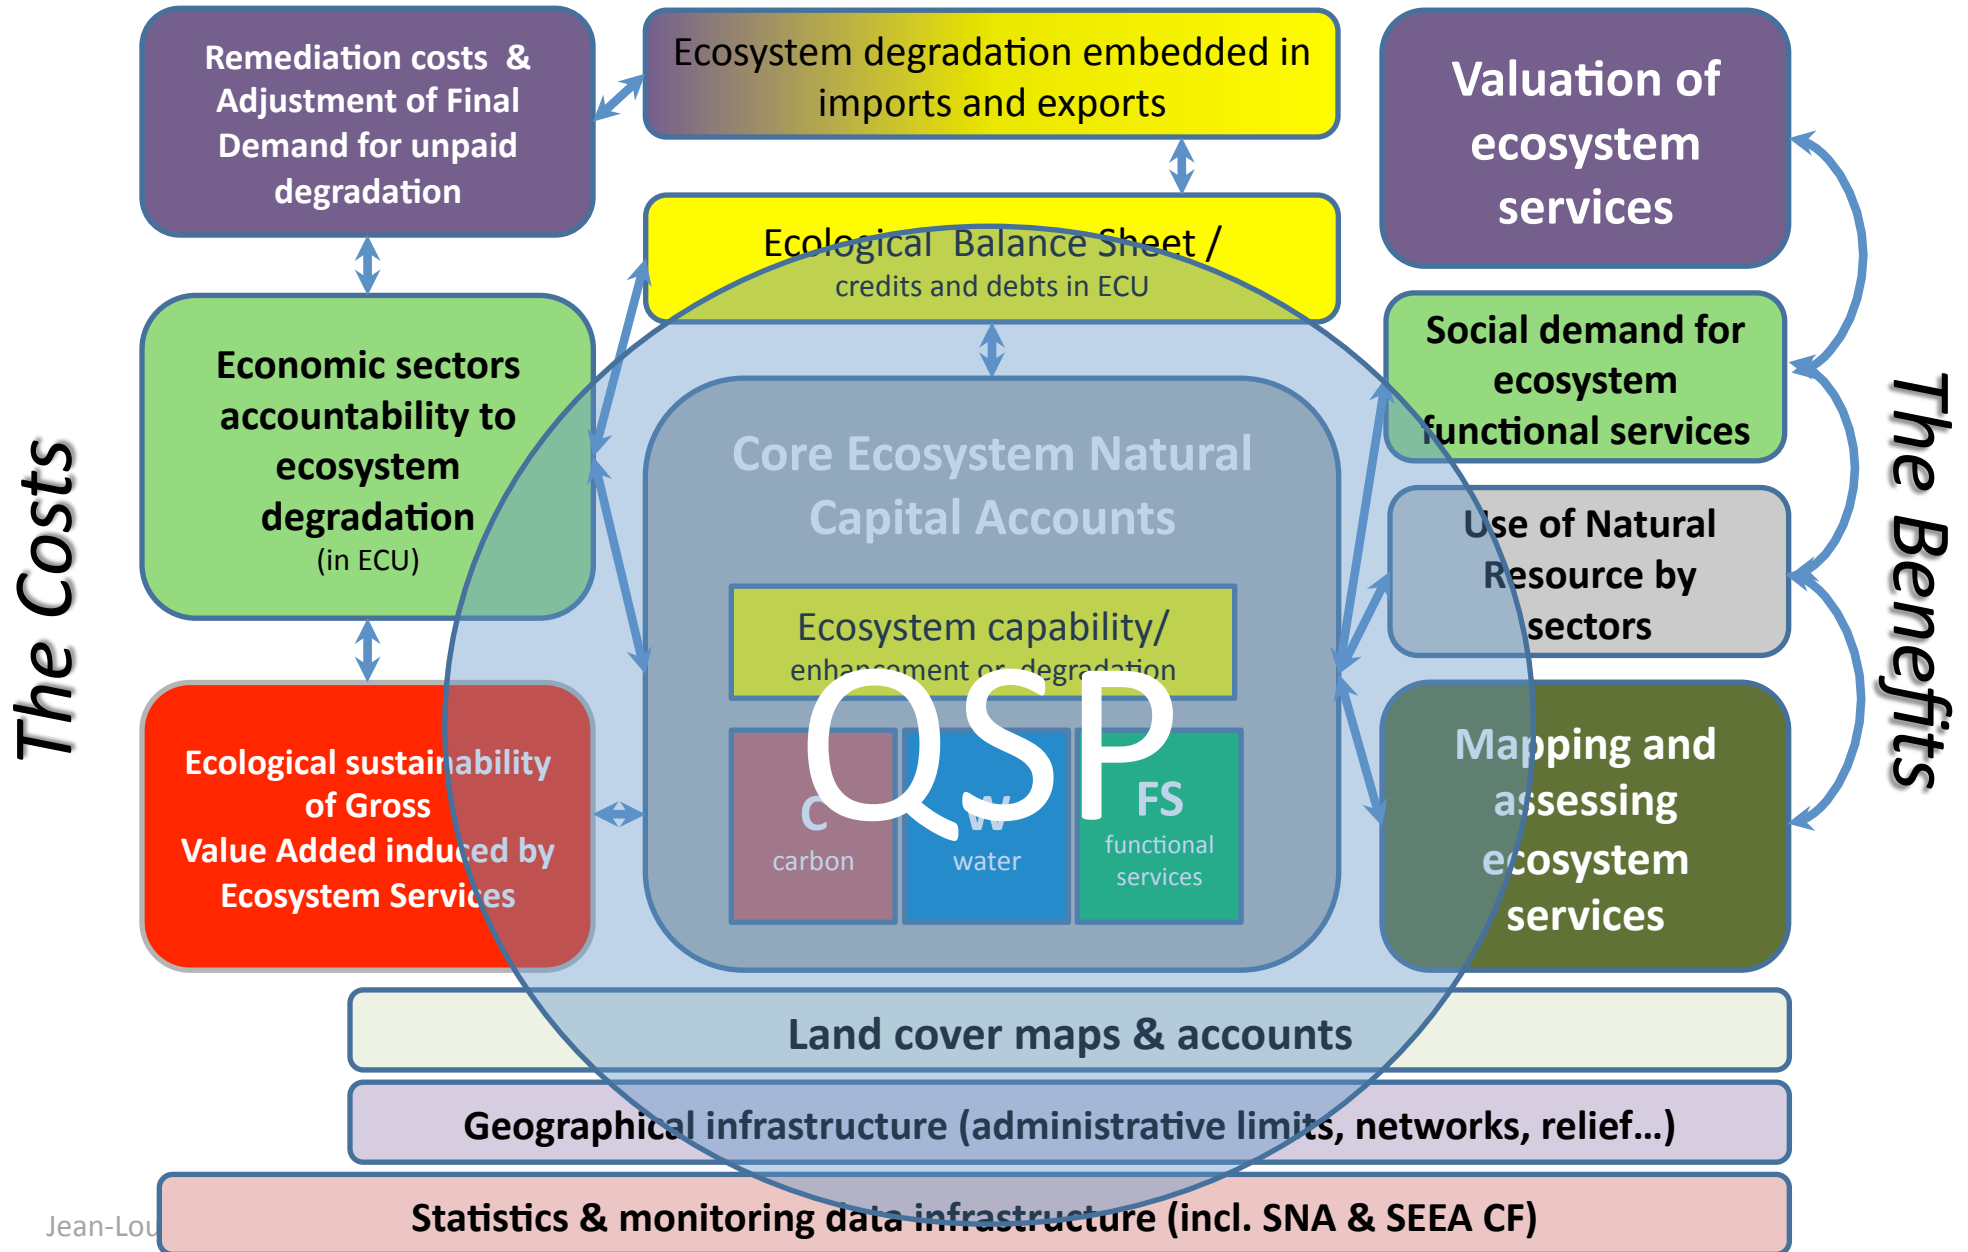 Remediation costs &
Adjustment of Final
Demand for unpaid
degradation
Ecosystem degradation embedded in
imports and exports
Valuation of
ecosystem
services
Ecological Balance Sheet /
credits and debts in ECU
Economic sectors
accountability to
ecosystem
degradation
(in ECU)
Social demand for
ecosystem
functional services
Core Ecosystem Natural
Capital Accounts
Use of Natural
Resource by
sectors
The Costs
The Benefits
Ecosystem capability/
enhancement or degradation
QSP
C
carbon
W
water
FS
functional
services
Ecological sustainability
of Gross
Value Added induced by
Ecosystem Services
Mapping and
assessing
ecosystem
services
Land cover maps & accounts
Geographical infrastructure (administrative limits, networks, relief...)
Statistics & monitoring data infrastructure (incl. SNA & SEEA CF)